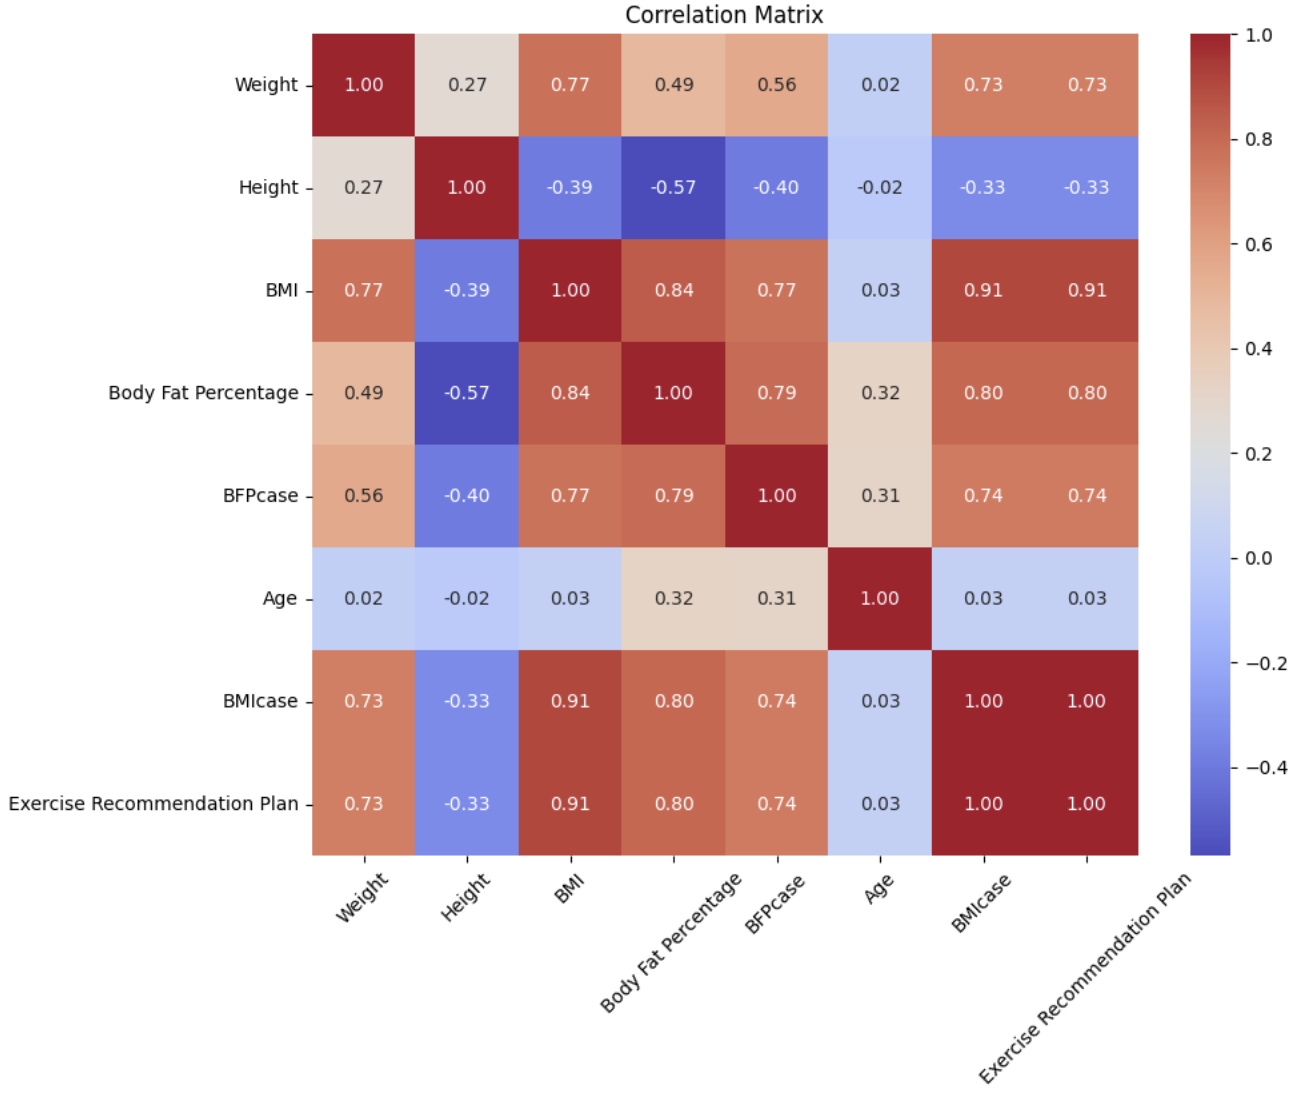 Correlation Matrix
Weight 1.00 0.27 0.77 0.49 0.56 0.02 0.73 0.73
Height 0.27 1.00 -0.39 -0.57 -0.40 -0.02 -0.33 -0.33
BMI 0.77 -0.39 1.00 0.84 0.77 0.03 0.91 0.91
Body Fat Percentage 0.49 -0.57 0.84 1.00 0.79 0.32 0.80 0.80
BFPcase 0.56 -0.40 0.77 0.79 1.00 0.31 0.74 0.74
Age 0.02 -0.02 0.03 0.32 0.31 1.00 0.03 0.03
BMIcase 0.73 -0.33 0.91 0.80 0.74 0.03 1.00 1.00
Exercise Recommendation Plan 0.73 -0.33 0.91 0.80 0.74 0.03 1.00 1.00
Weight
Height
BMI
Body Fat Percentage
BFPcase
Age
BMIcase
Exercise Recommendation Plan
1.0
0.8
0.6
0.4
0.2
0.0
−0.2
−0.4